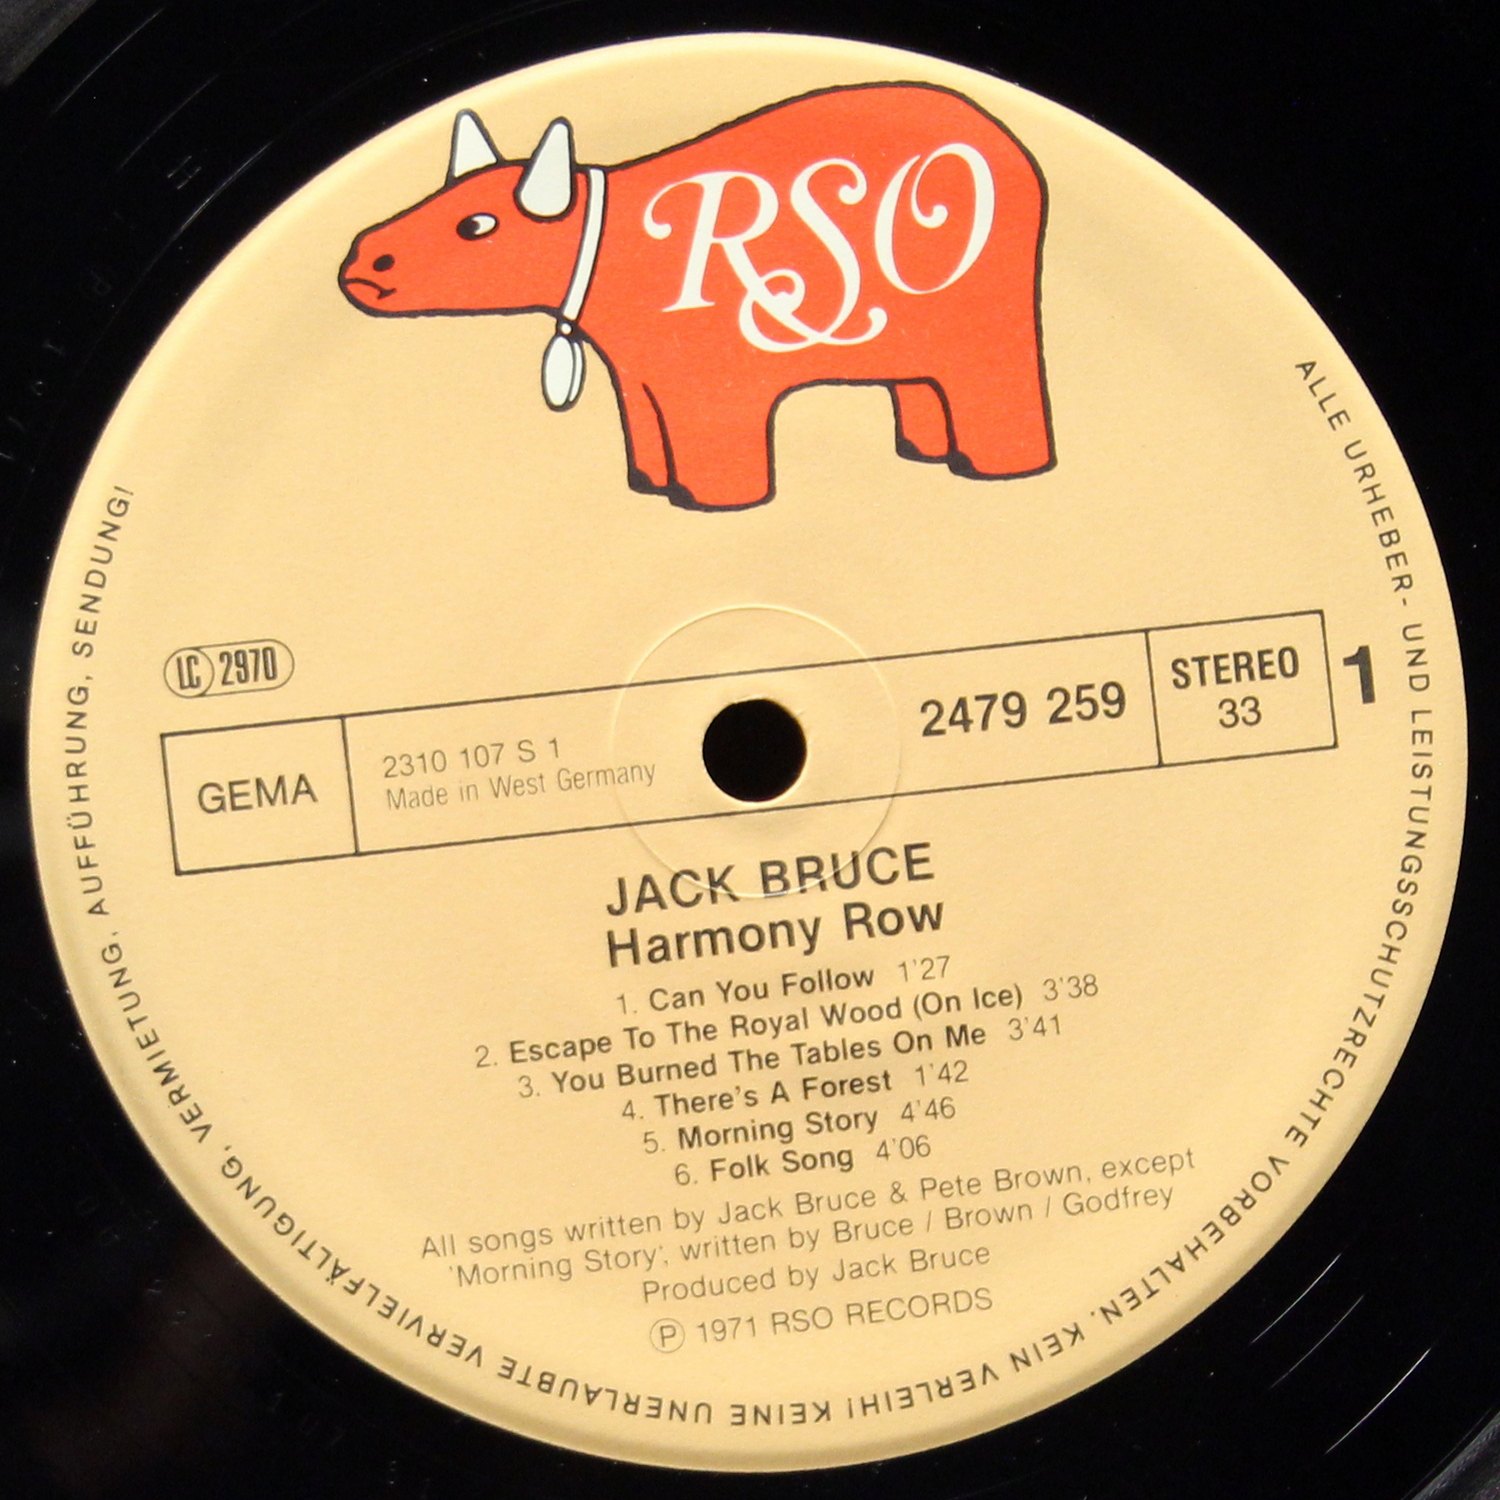 RSO
LC 2970
GEMA
2310 107 S 1
Made in West Germany
2479 259
STEREO
33
1
JACK BRUCE
Harmony Row
1. Can You Follow 1'27
2. Escape To The Royal Wood (On Ice) 3'38
3. You Burned The Tables On Me 3'41
4. There's A Forest 1'42
5. Morning Story 4'46
6. Folk Song 4'06
All songs written by Jack Bruce & Pete Brown, except
'Morning Story', written by Bruce / Brown / Godfrey
Produced by Jack Bruce
Ⓟ 1971 RSO RECORDS
ALLE URHEBER- UND LEISTUNGSSCHUTZRECHTE VORBEHALTEN. KEIN VERLEIH! KEINE UNERLAUBTE VERVIELFÄLTIGUNG, VERMIETUNG, AUFFÜHRUNG, SENDUNG!